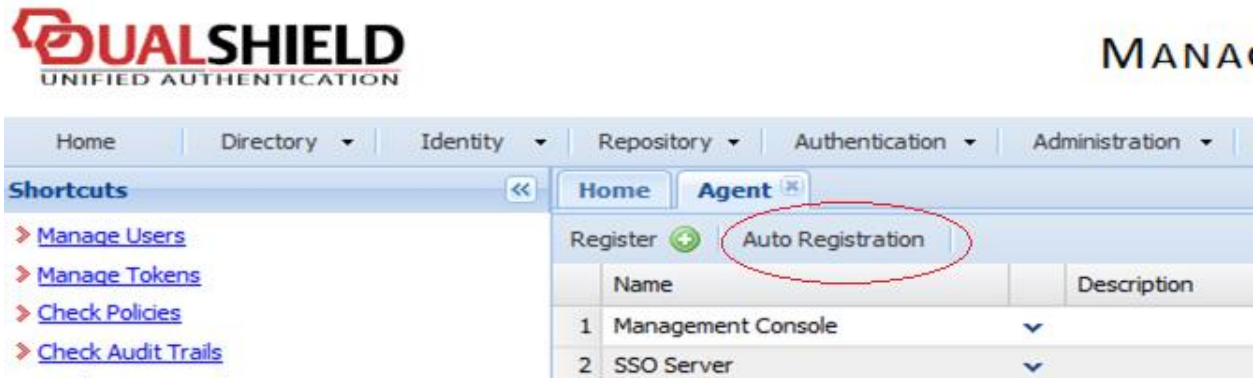 DUALSHIELD
UNIFIED AUTHENTICATION
Home Directory Identity Repository Authentication Administration
Shortcuts
Manage Users
Manage Tokens
Check Policies
Check Audit Trails
Home Agent
Register Auto Registration
Name Description
1 Management Console
2 SSO Server